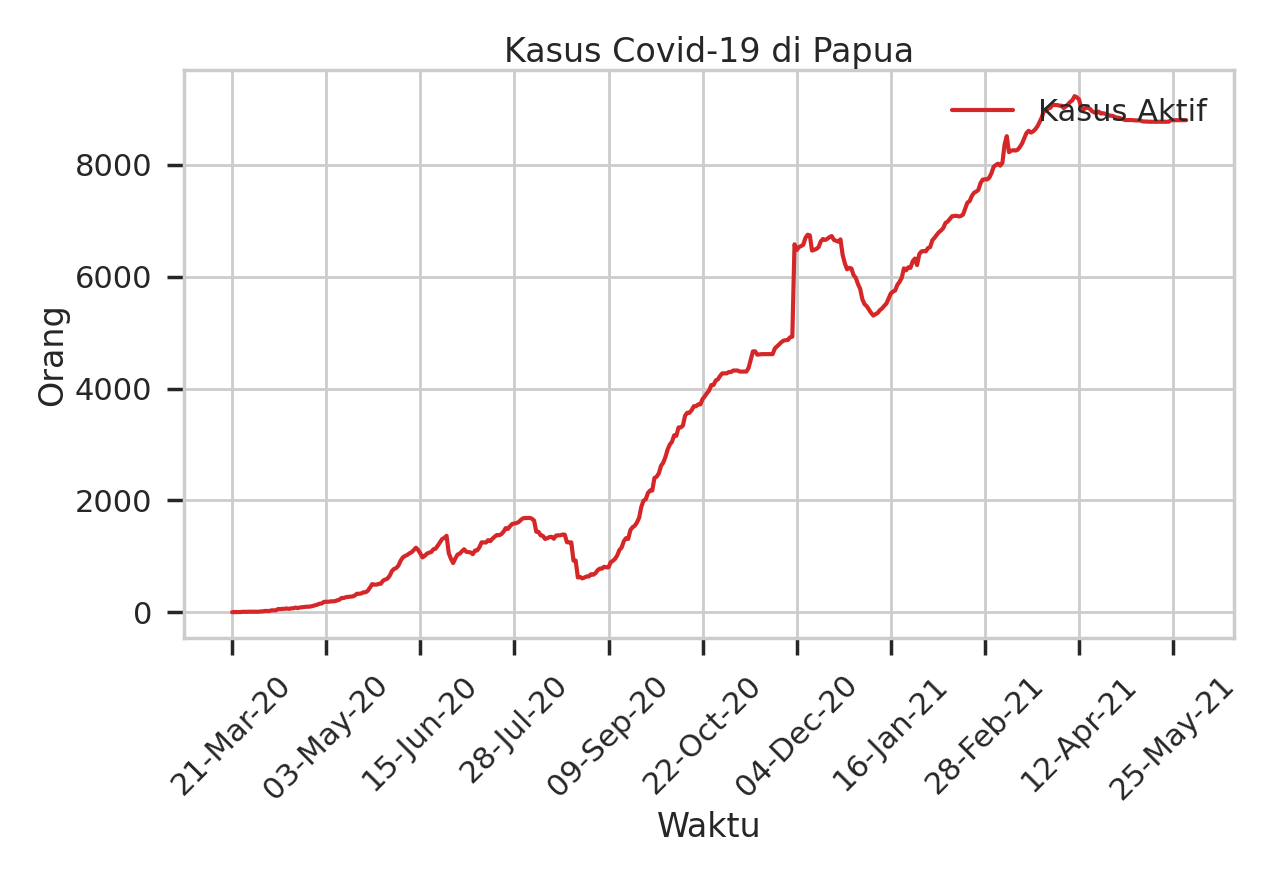 Kasus Covid-19 di Papua
Kasus Aktif
Orang
8000
6000
4000
2000
0
21-Mar-20
03-May-20
15-Jun-20
28-Jul-20
09-Sep-20
22-Oct-20
04-Dec-20
16-Jan-21
28-Feb-21
12-Apr-21
25-May-21
Waktu